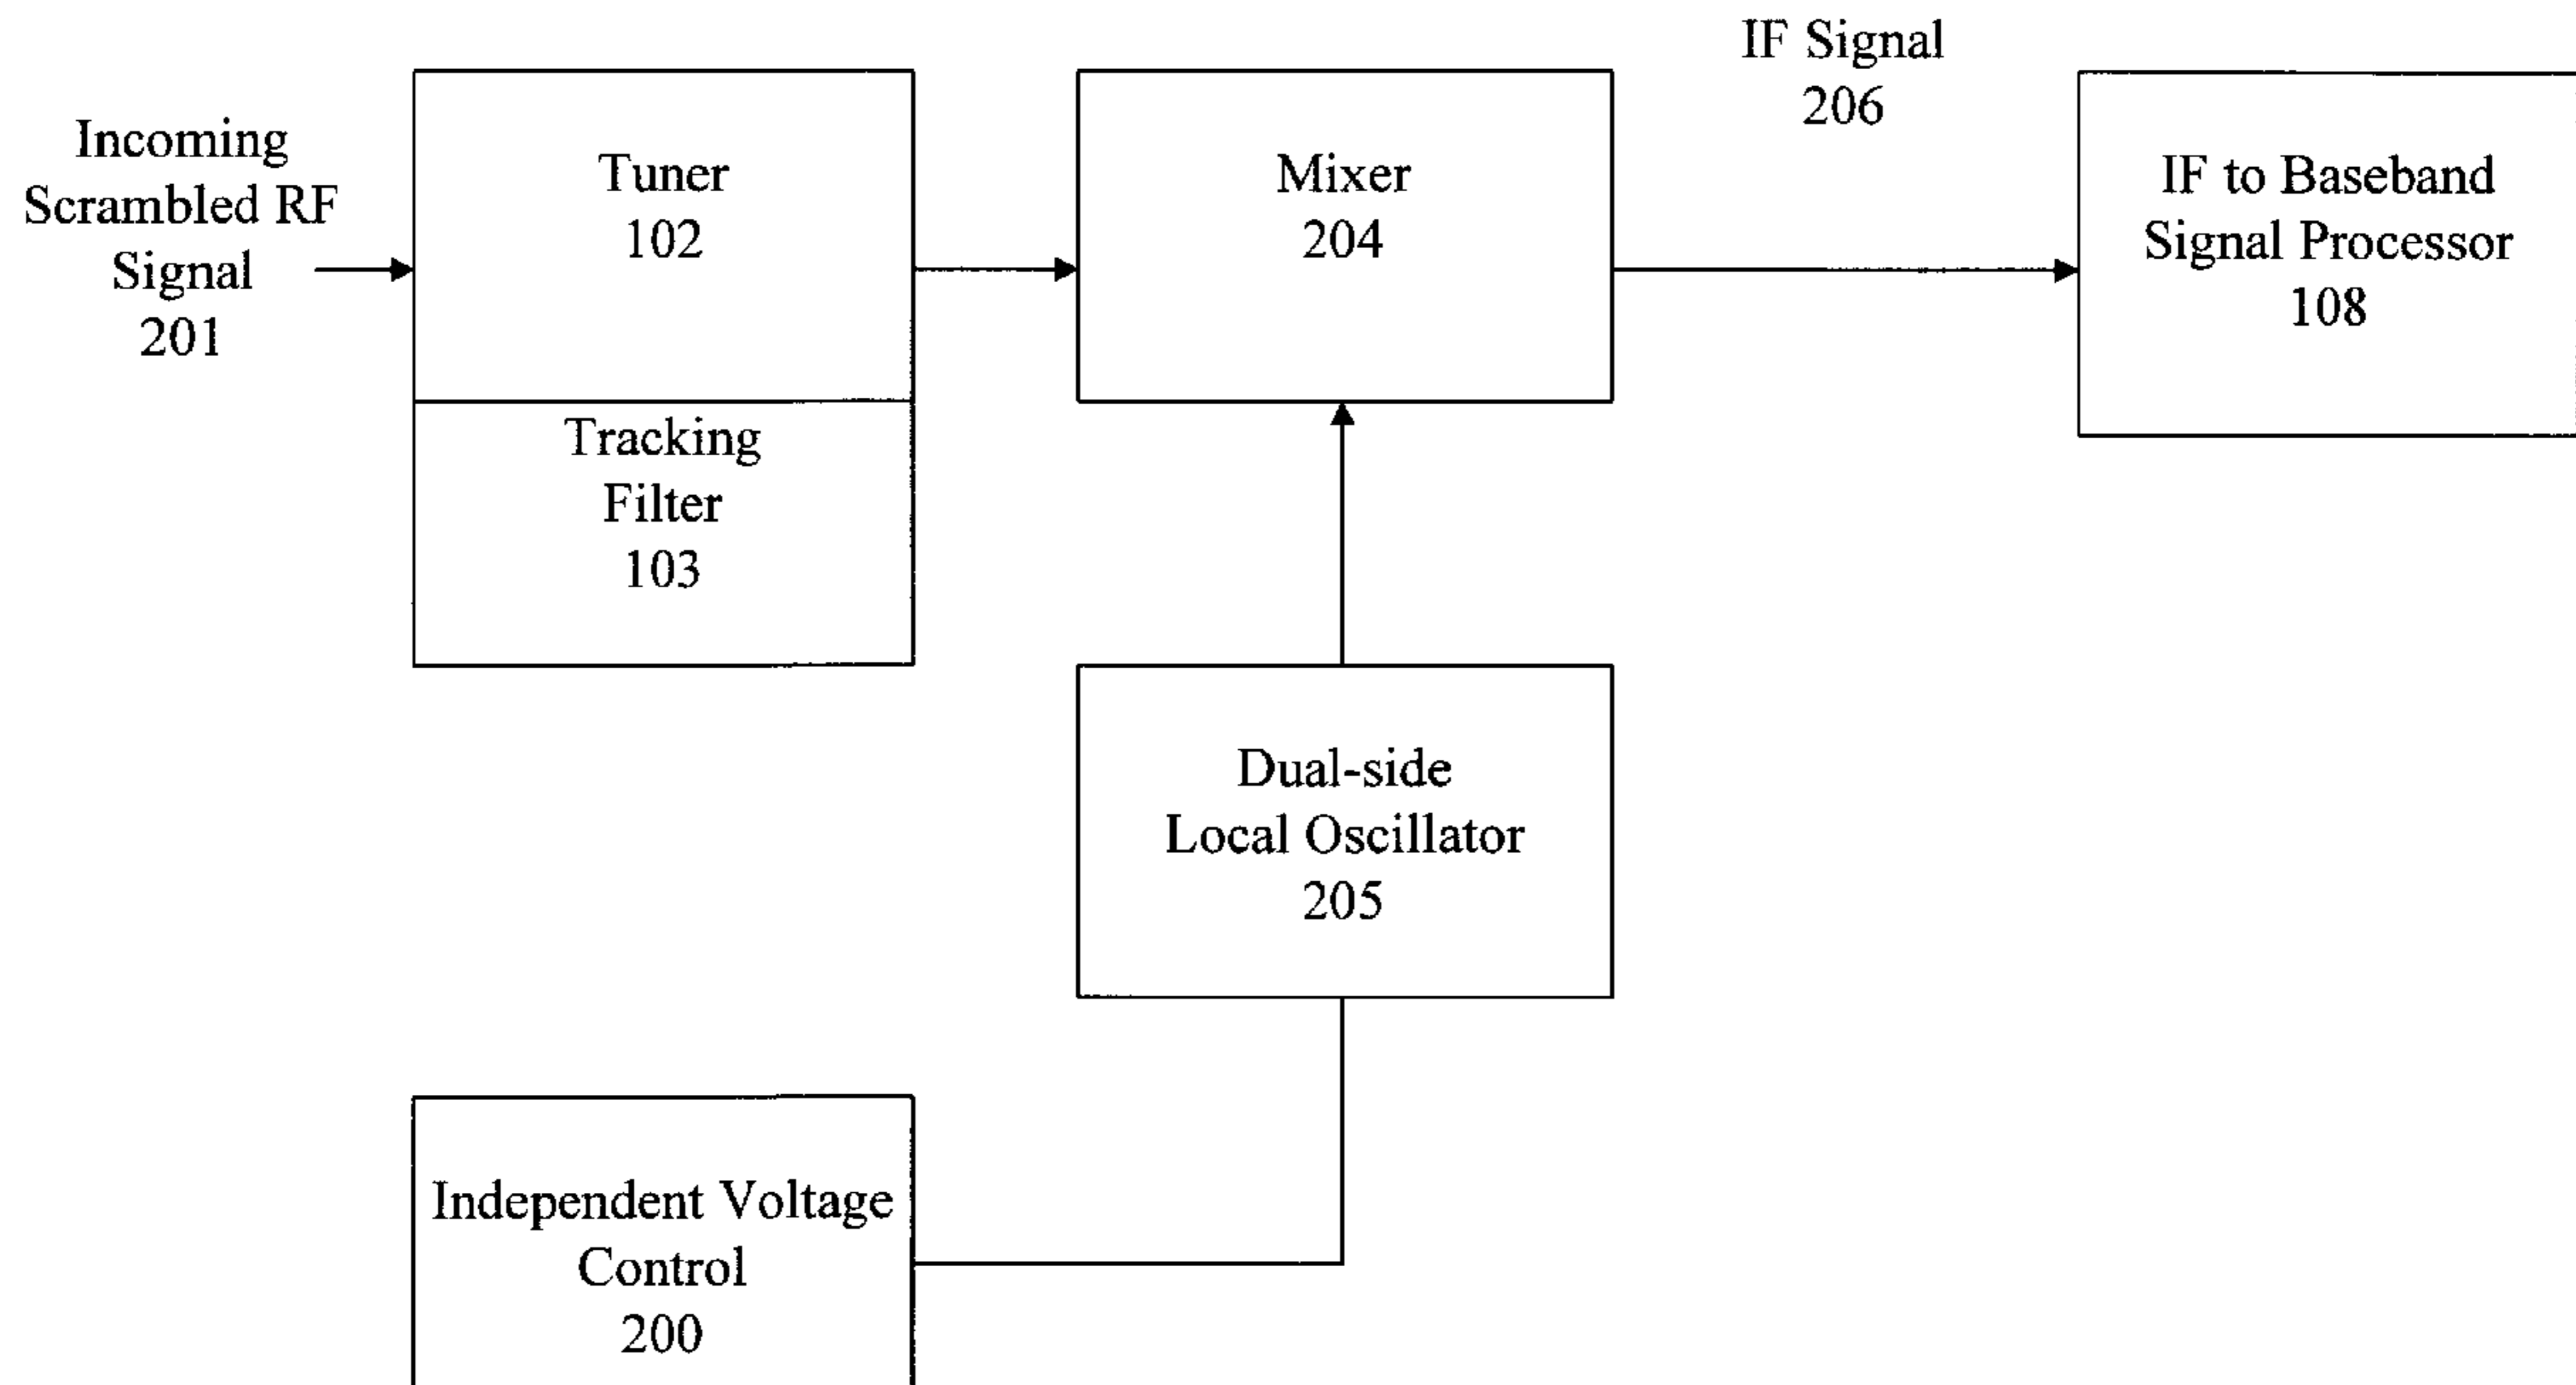 Incoming
Scrambled RF
Signal
201
Tuner
102
Tracking
Filter
103
Mixer
204
IF Signal
206
IF to Baseband
Signal Processor
108
Dual-side
Local Oscillator
205
Independent Voltage
Control
200